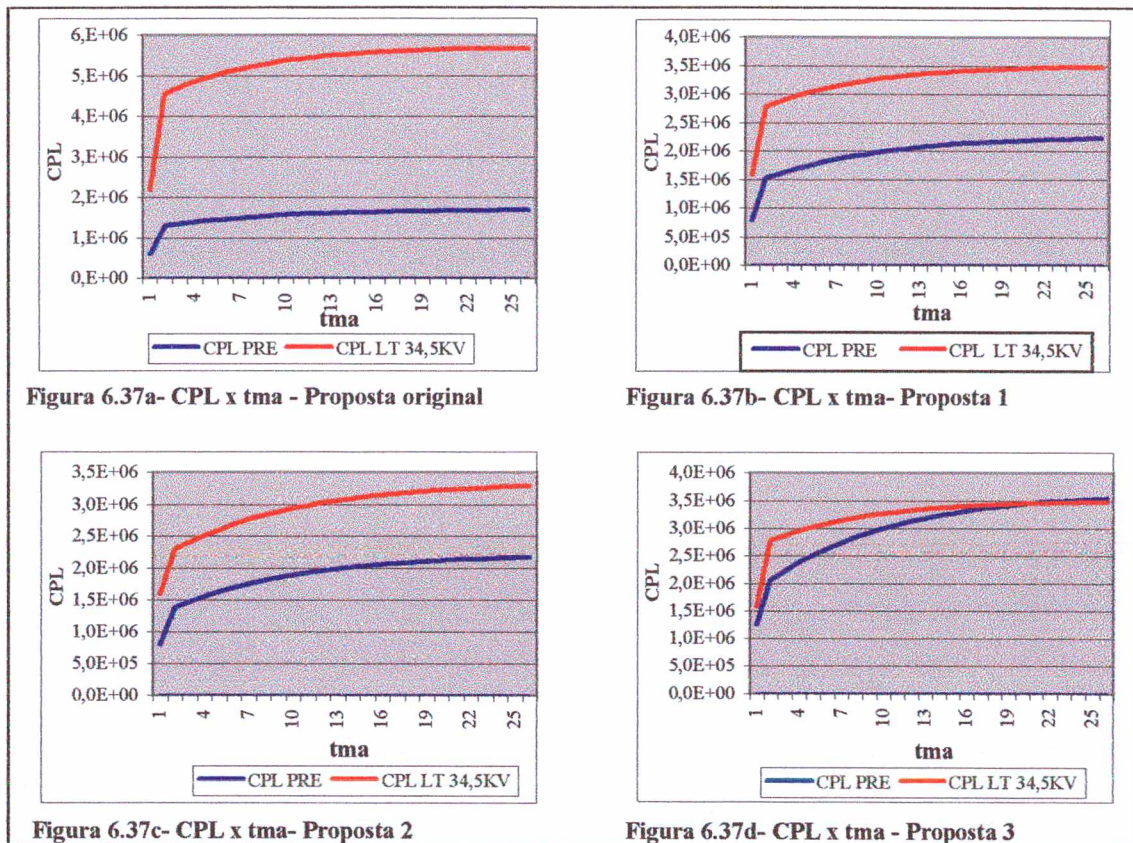 6,E+06
5,E+06
4,E+06
3,E+06
2,E+06
1,E+06
0,E+00
CPL
1 4 7 10 13 16 19 22 25
tma
CPL PRE CPL LT 34,5KV
Figura 6.37a- CPL x tma - Proposta original
4,0E+06
3,5E+06
3,0E+06
2,5E+06
2,0E+06
1,5E+06
1,0E+06
5,0E+05
0,0E+00
CPL
1 4 7 10 13 16 19 22 25
tma
CPL PRE CPL LT 34,5KV
Figura 6.37b- CPL x tma- Proposta 1
3,5E+06
3,0E+06
2,5E+06
2,0E+06
1,5E+06
1,0E+06
5,0E+05
0,0E+00
CPL
1 4 7 10 13 16 19 22 25
tma
CPL PRE CPL LT 34,5KV
Figura 6.37c- CPL x tma- Proposta 2
4,0E+06
3,5E+06
3,0E+06
2,5E+06
2,0E+06
1,5E+06
1,0E+06
5,0E+05
0,0E+00
CPL
1 4 7 10 13 16 19 22 25
tma
CPL PRE CPL LT 34,5KV
Figura 6.37d- CPL x tma - Proposta 3